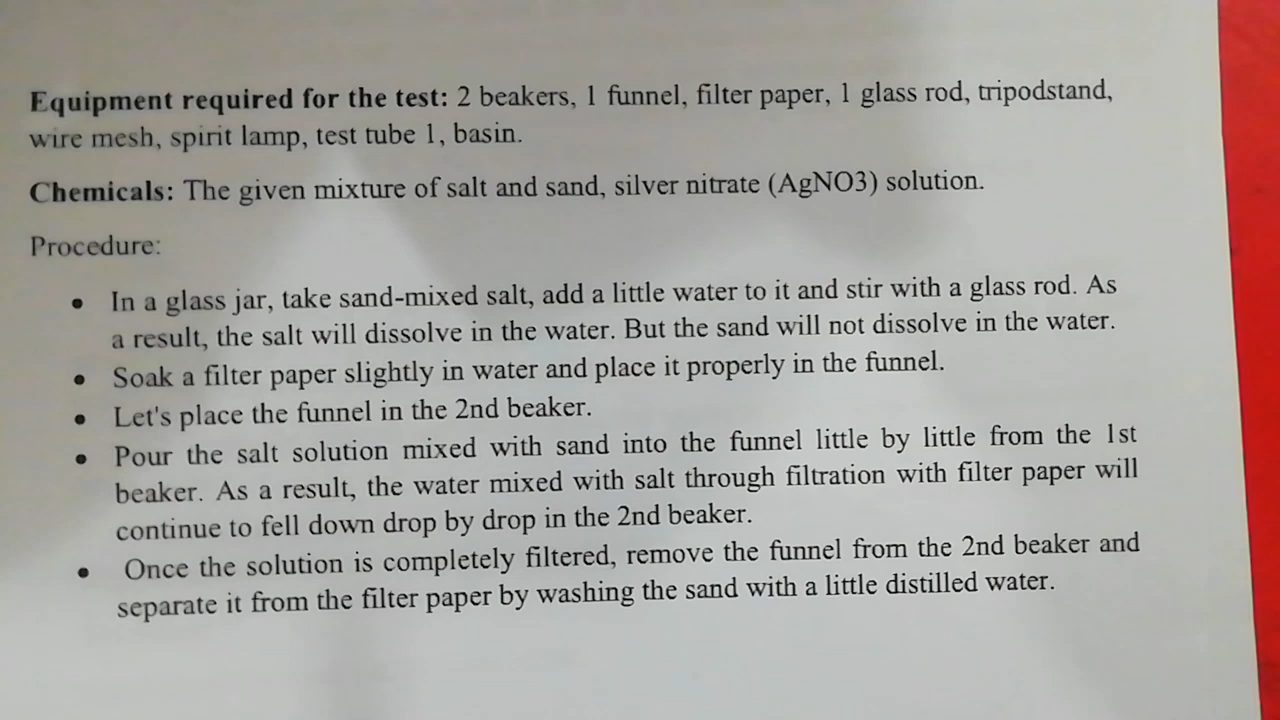 Equipment required for the test: 2 beakers, 1 funnel, filter paper, 1 glass rod, tripodstand,
wire mesh, spirit lamp, test tube 1, basin.
Chemicals: The given mixture of salt and sand, silver nitrate (AgNO3) solution.
Procedure:
• In a glass jar, take sand-mixed salt, add a little water to it and stir with a glass rod. As
a result, the salt will dissolve in the water. But the sand will not dissolve in the water.
• Soak a filter paper slightly in water and place it properly in the funnel.
• Let's place the funnel in the 2nd beaker.
• Pour the salt solution mixed with sand into the funnel little by little from the 1st
beaker. As a result, the water mixed with salt through filtration with filter paper will
continue to fell down drop by drop in the 2nd beaker.
• Once the solution is completely filtered, remove the funnel from the 2nd beaker and
separate it from the filter paper by washing the sand with a little distilled water.